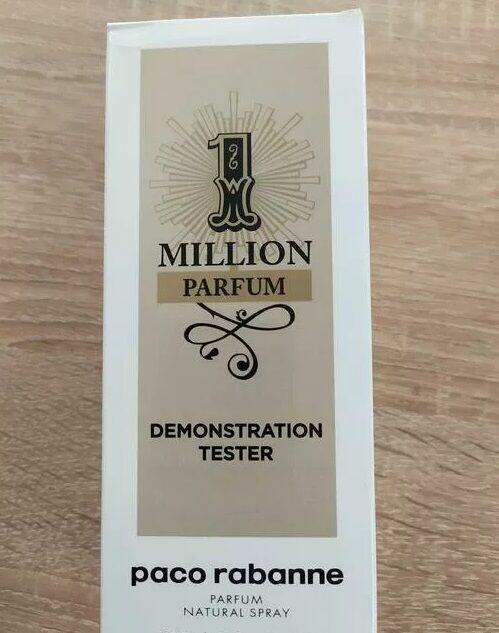 1
MILLION
PARFUM
DEMONSTRATION
TESTER
paco rabanne
PARFUM
NATURAL SPRAY